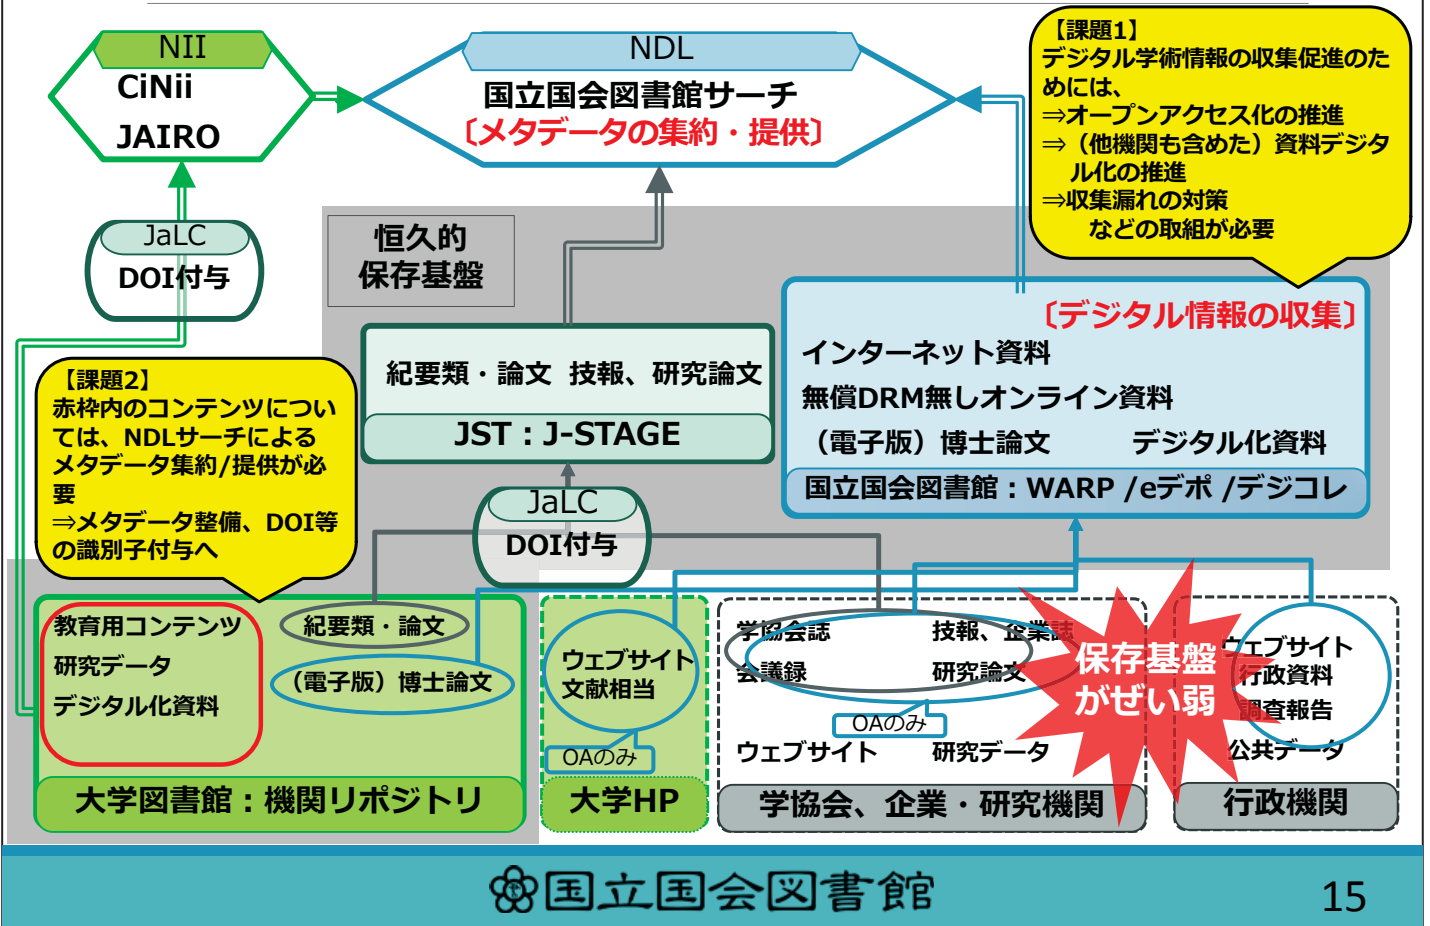 NII
CiNii
JAIRO
NDL
国立国会図書館サーチ
〔メタデータの集約・提供〕
【課題1】
デジタル学術情報の収集促進のた
めには、
⇒オープンアクセス化の推進
⇒（他機関も含めた）資料デジタ
ル化の推進
⇒収集漏れの対策
などの取組が必要
JaLC
DOI付与
恒久的
保存基盤
〔デジタル情報の収集〕
インターネット資料
無償DRM無しオンライン資料
（電子版）博士論文 デジタル化資料
国立国会図書館：WARP /eデポ /デジコレ
紀要類・論文 技報、研究論文
JST：J-STAGE
【課題2】
赤枠内のコンテンツについ
ては、NDLサーチによる
メタデータ集約/提供が必
要
⇒メタデータ整備、DOI等
の識別子付与へ
JaLC
DOI付与
教育用コンテンツ
研究データ
デジタル化資料
紀要類・論文
（電子版）博士論文
大学図書館：機関リポジトリ
ウェブサイト
文献相当
OAのみ
大学HP
学協会誌 技報、企業誌
会議録 研究論文
OAのみ
ウェブサイト 研究データ
学協会、企業・研究機関
保存基盤
がぜい弱
ウェブサイト
行政資料
調査報告
公共データ
行政機関
国立国会図書館
15